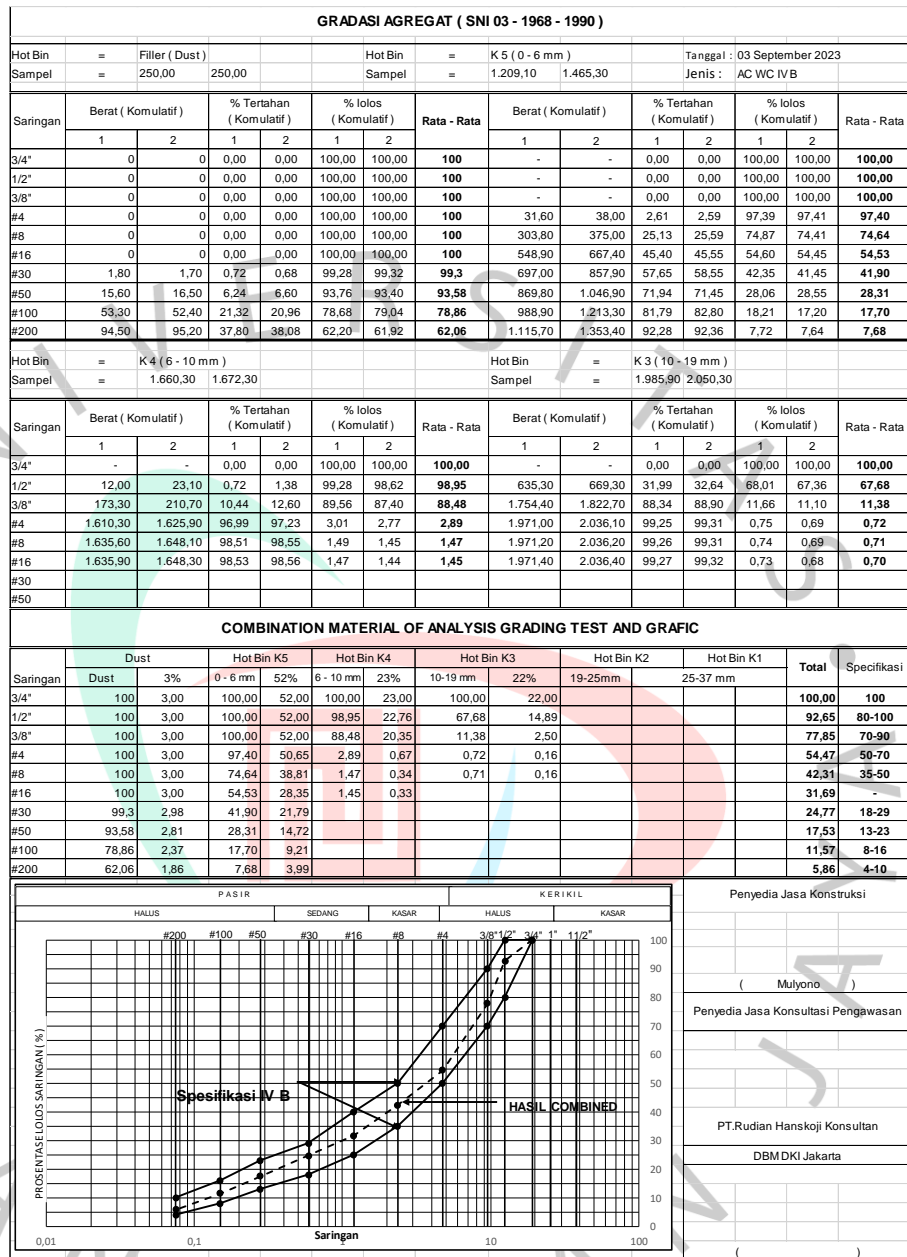 GRADASI AGREGAT ( SNI 03 - 1968 - 1990 )
Hot Bin = Filler ( Dust ) Hot Bin = K 5 ( 0 - 6 mm ) Tanggal : 03 September 2023
Sampel = 250,00 250,00 Sampel = 1.209,10 1.465,30 Jenis : AC WC IV B
Saringan Berat ( Komulatif ) % Tertahan ( Komulatif ) % lolos ( Komulatif ) Rata - Rata Berat ( Komulatif ) % Tertahan ( Komulatif ) % lolos ( Komulatif ) Rata - Rata
1 2 1 2 1 2 1 2 1 2 1 2
3/4" 0 0 0,00 0,00 100,00 100,00 100 - - 0,00 0,00 100,00 100,00 100,00
1/2" 0 0 0,00 0,00 100,00 100,00 100 - - 0,00 0,00 100,00 100,00 100,00
3/8" 0 0 0,00 0,00 100,00 100,00 100 - - 0,00 0,00 100,00 100,00 100,00
#4 0 0 0,00 0,00 100,00 100,00 100 31,60 38,00 2,61 2,59 97,39 97,41 97,40
#8 0 0 0,00 0,00 100,00 100,00 100 303,80 375,00 25,13 25,59 74,87 74,41 74,64
#16 0 0 0,00 0,00 100,00 100,00 100 548,90 667,40 45,40 45,55 54,60 54,45 54,53
#30 1,80 1,70 0,72 0,68 99,28 99,32 99,3 697,00 857,90 57,65 58,55 42,35 41,45 41,90
#50 15,60 16,50 6,24 6,60 93,76 93,40 93,58 869,80 1.046,90 71,94 71,45 28,06 28,55 28,31
#100 53,30 52,40 21,32 20,96 78,68 79,04 78,86 988,90 1.213,30 81,79 82,80 18,21 17,20 17,70
#200 94,50 95,20 37,80 38,08 62,20 61,92 62,06 1.115,70 1.353,40 92,28 92,36 7,72 7,64 7,68
Hot Bin = K 4 ( 6 - 10 mm ) Hot Bin = K 3 ( 10 - 19 mm )
Sampel = 1.660,30 1.672,30 Sampel = 1.985,90 2.050,30
Saringan Berat ( Komulatif ) % Tertahan ( Komulatif ) % lolos ( Komulatif ) Rata - Rata Berat ( Komulatif ) % Tertahan ( Komulatif ) % lolos ( Komulatif ) Rata - Rata
1 2 1 2 1 2 1 2 1 2 1 2
3/4" - - 0,00 0,00 100,00 100,00 100,00 - - 0,00 0,00 100,00 100,00 100,00
1/2" 12,00 23,10 0,72 1,38 99,28 98,62 98,95 635,30 669,30 31,99 32,64 68,01 67,36 67,68
3/8" 173,30 210,70 10,44 12,60 89,56 87,40 88,48 1.754,40 1.822,70 88,34 88,90 11,66 11,10 11,38
#4 1.610,30 1.625,90 96,99 97,23 3,01 2,77 2,89 1.971,00 2.036,10 99,25 99,31 0,75 0,69 0,72
#8 1.635,60 1.648,10 98,51 98,55 1,49 1,45 1,47 1.971,20 2.036,20 99,26 99,31 0,74 0,69 0,71
#16 1.635,90 1.648,30 98,53 98,56 1,47 1,44 1,45 1.971,40 2.036,40 99,27 99,32 0,73 0,68 0,70
#30
#50
COMBINATION MATERIAL OF ANALYSIS GRADING TEST AND GRAFIC
Saringan Dust Hot Bin K5 Hot Bin K4 Hot Bin K3 Hot Bin K2 Hot Bin K1 Total Specifikasi
Dust 3% 0 - 6 mm 52% 6 - 10 mm 23% 10-19 mm 22% 19-25mm 25-37 mm
3/4" 100 3,00 100,00 52,00 100,00 23,00 100,00 22,00 100,00 100
1/2" 100 3,00 100,00 52,00 98,95 22,76 67,68 14,89 92,65 80-100
3/8" 100 3,00 100,00 52,00 88,48 20,35 11,38 2,50 77,85 70-90
#4 100 3,00 97,40 50,65 2,89 0,67 0,72 0,16 54,47 50-70
#8 100 3,00 74,64 38,81 1,47 0,34 0,71 0,16 42,31 35-50
#16 100 3,00 54,53 28,35 1,45 0,33 31,69 -
#30 99,3 2,98 41,90 21,79 24,77 18-29
#50 93,58 2,81 28,31 14,72 17,53 13-23
#100 78,86 2,37 17,70 9,21 11,57 8-16
#200 62,06 1,86 7,68 3,99 5,86 4-10
PASIR KERIKIL
HALUS SEDANG KASAR HALUS KASAR
#200 #100 #50 #30 #16 #8 #4 3/8" 1/2" 3/4" 1" 11/2"
100
90
80
70
60
50
40
30
20
10
0
PROSENTASE LOLOS SARINGAN ( % )
Spesifikasi IV B
HASIL COMBINED
0,01 0,1 1 10 100
Saringan
Penyedia Jasa Konstruksi
( Mulyono )
Penyedia Jasa Konsultasi Pengawasan
PT.Rudian Hanskoji Konsultan
DBM DKI Jakarta
( )